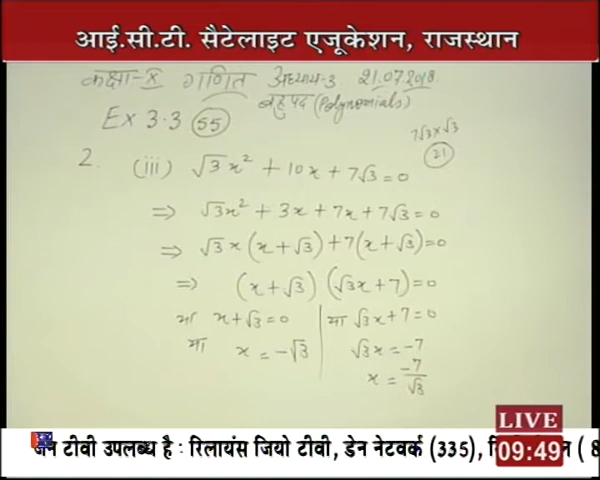 आई.सी.टी. सैटेलाइट एजूकेशन, राजस्थान
कक्षा-X गणित अध्याय-3 21.07.2018
बहुपद (Polynomials)
Ex 3.3 (55)
7√3 × √3
21
2. (iii) √3x² + 10x + 7√3 = 0
⇒ √3x² + 3x + 7x + 7√3 = 0
⇒ √3x (x + √3) + 7 (x + √3) = 0
⇒ (x + √3) (√3x + 7) = 0
या x + √3 = 0 | या √3x + 7 = 0
या x = -√3 | √3x = -7
x = -7/√3
LIVE
09:49
जन टीवी उपलब्ध है : रिलायंस जियो टीवी, डेन नेटवर्क (335),